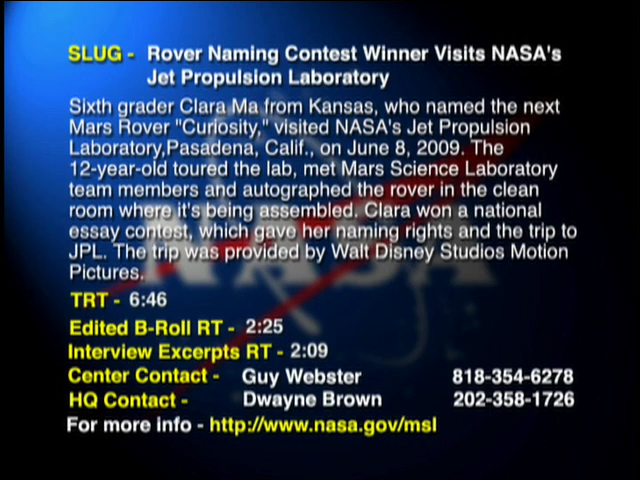 SLUG - Rover Naming Contest Winner Visits NASA's
Jet Propulsion Laboratory
Sixth grader Clara Ma from Kansas, who named the next
Mars Rover "Curiosity," visited NASA's Jet Propulsion
Laboratory,Pasadena, Calif., on June 8, 2009. The
12-year-old toured the lab, met Mars Science Laboratory
team members and autographed the rover in the clean
room where it's being assembled. Clara won a national
essay contest, which gave her naming rights and the trip to
JPL. The trip was provided by Walt Disney Studios Motion
Pictures.
NASA
TRT - 6:46
Edited B-Roll RT - 2:25
Interview Excerpts RT - 2:09
Center Contact - Guy Webster 818-354-6278
HQ Contact - Dwayne Brown 202-358-1726
For more info - http://www.nasa.gov/msl